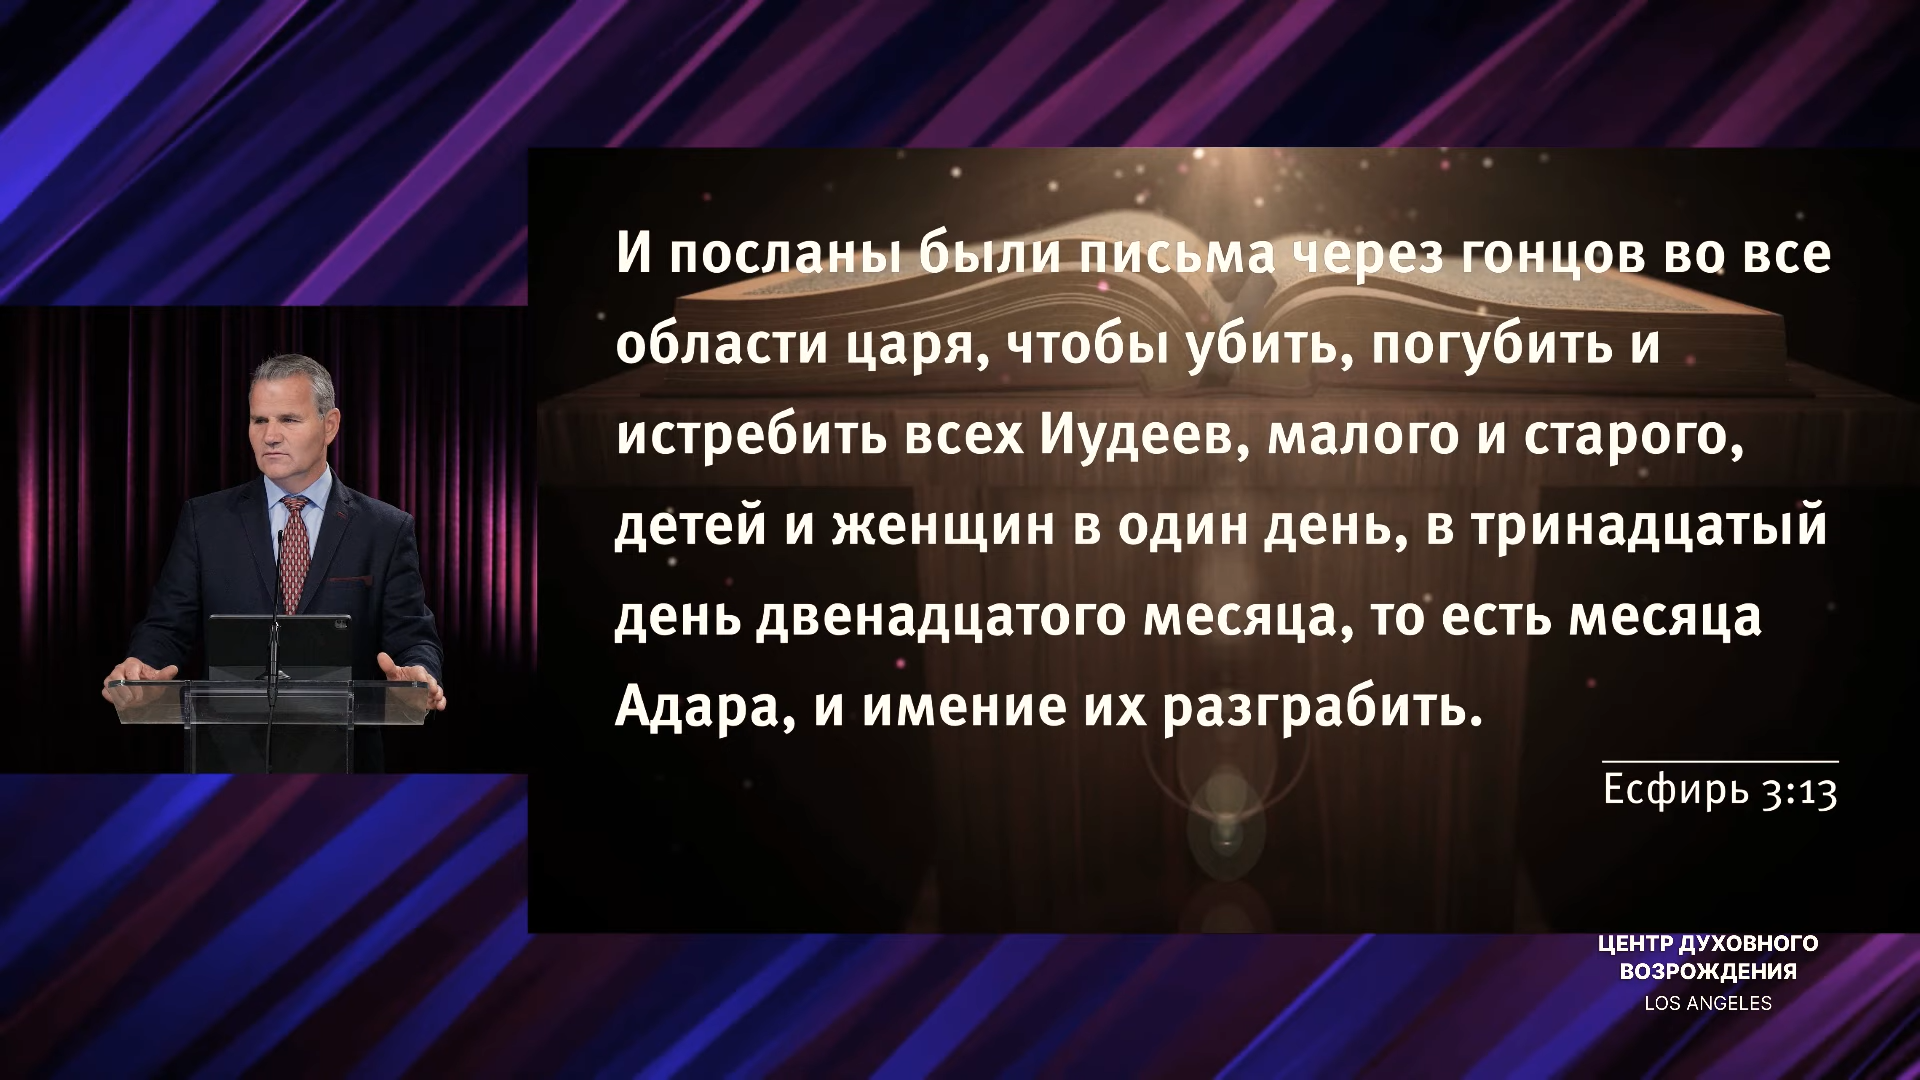 И посланы были письма через гонцов во все
области царя, чтобы убить, погубить и
истребить всех Иудеев, малого и старого,
детей и женщин в один день, в тринадцатый
день двенадцатого месяца, то есть месяца
Адара, и имение их разграбить.
Есфирь 3:13
ЦЕНТР ДУХОВНОГО
ВОЗРОЖДЕНИЯ
LOS ANGELES